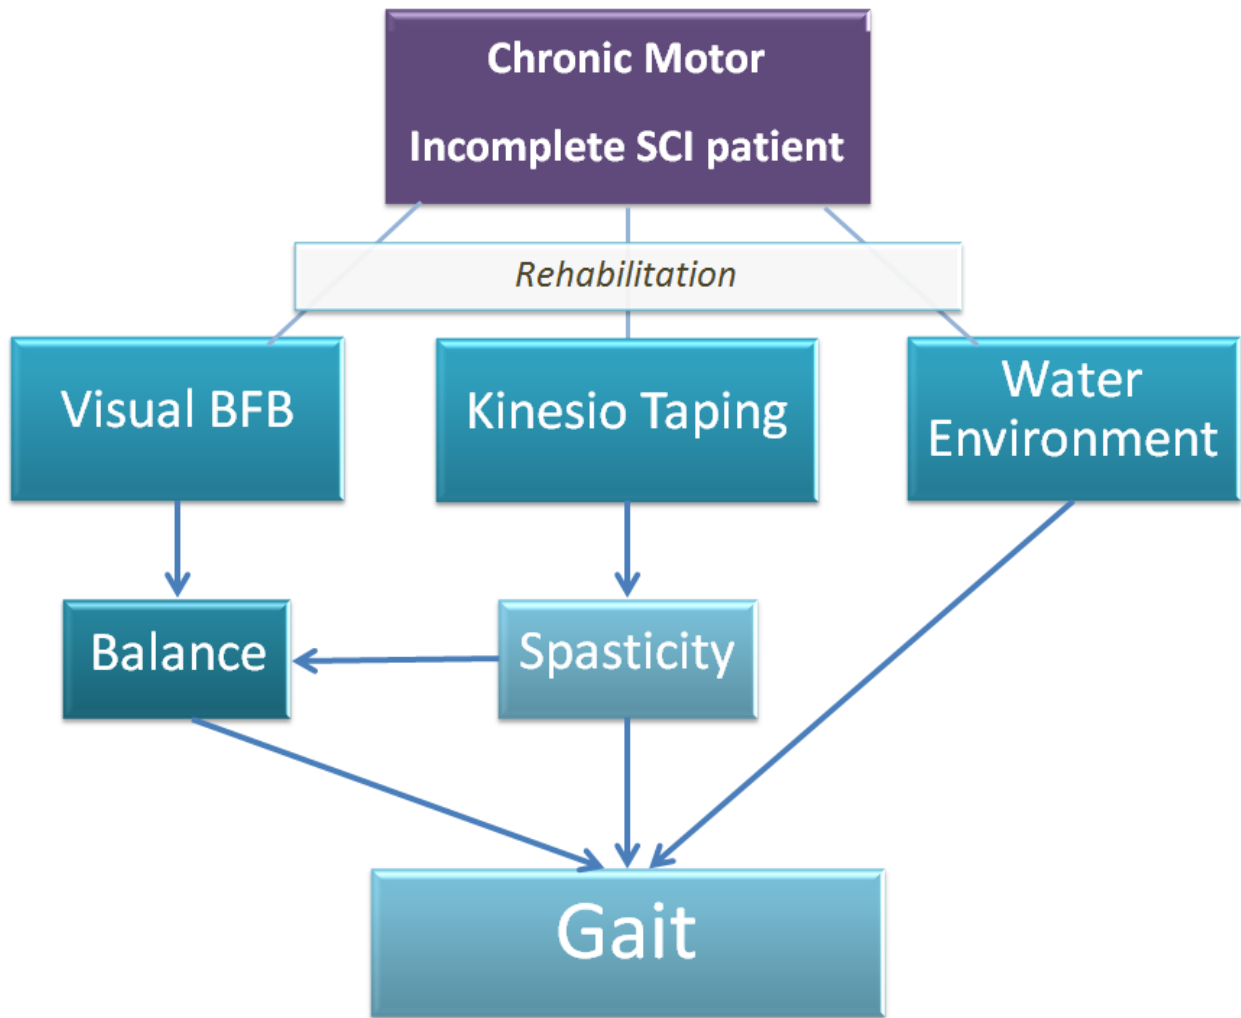 Chronic Motor
Incomplete SCI patient
Rehabilitation
Visual BFB
Kinesio Taping
Water
Environment
Balance
Spasticity
Gait